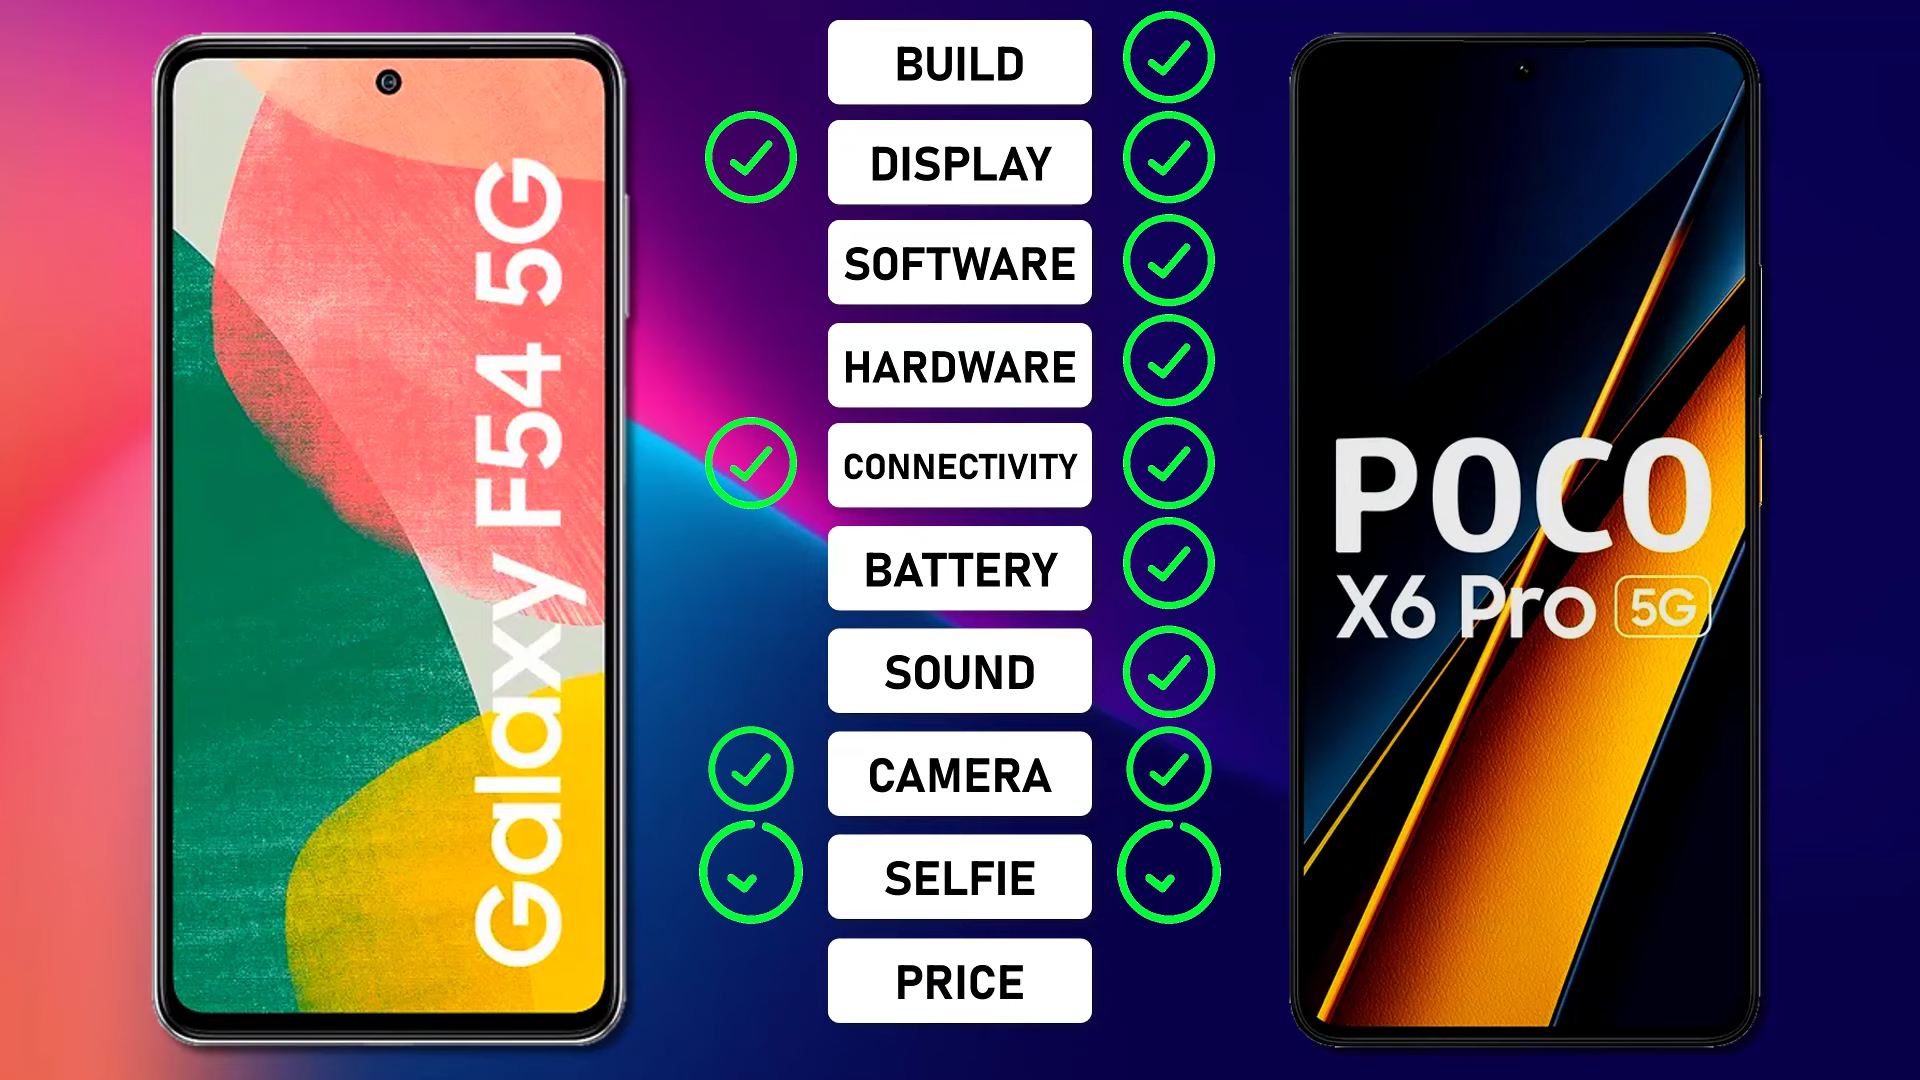 Galaxy F54 5G
BUILD
DISPLAY
SOFTWARE
HARDWARE
CONNECTIVITY
BATTERY
SOUND
CAMERA
SELFIE
PRICE
POCO
X6 Pro 5G